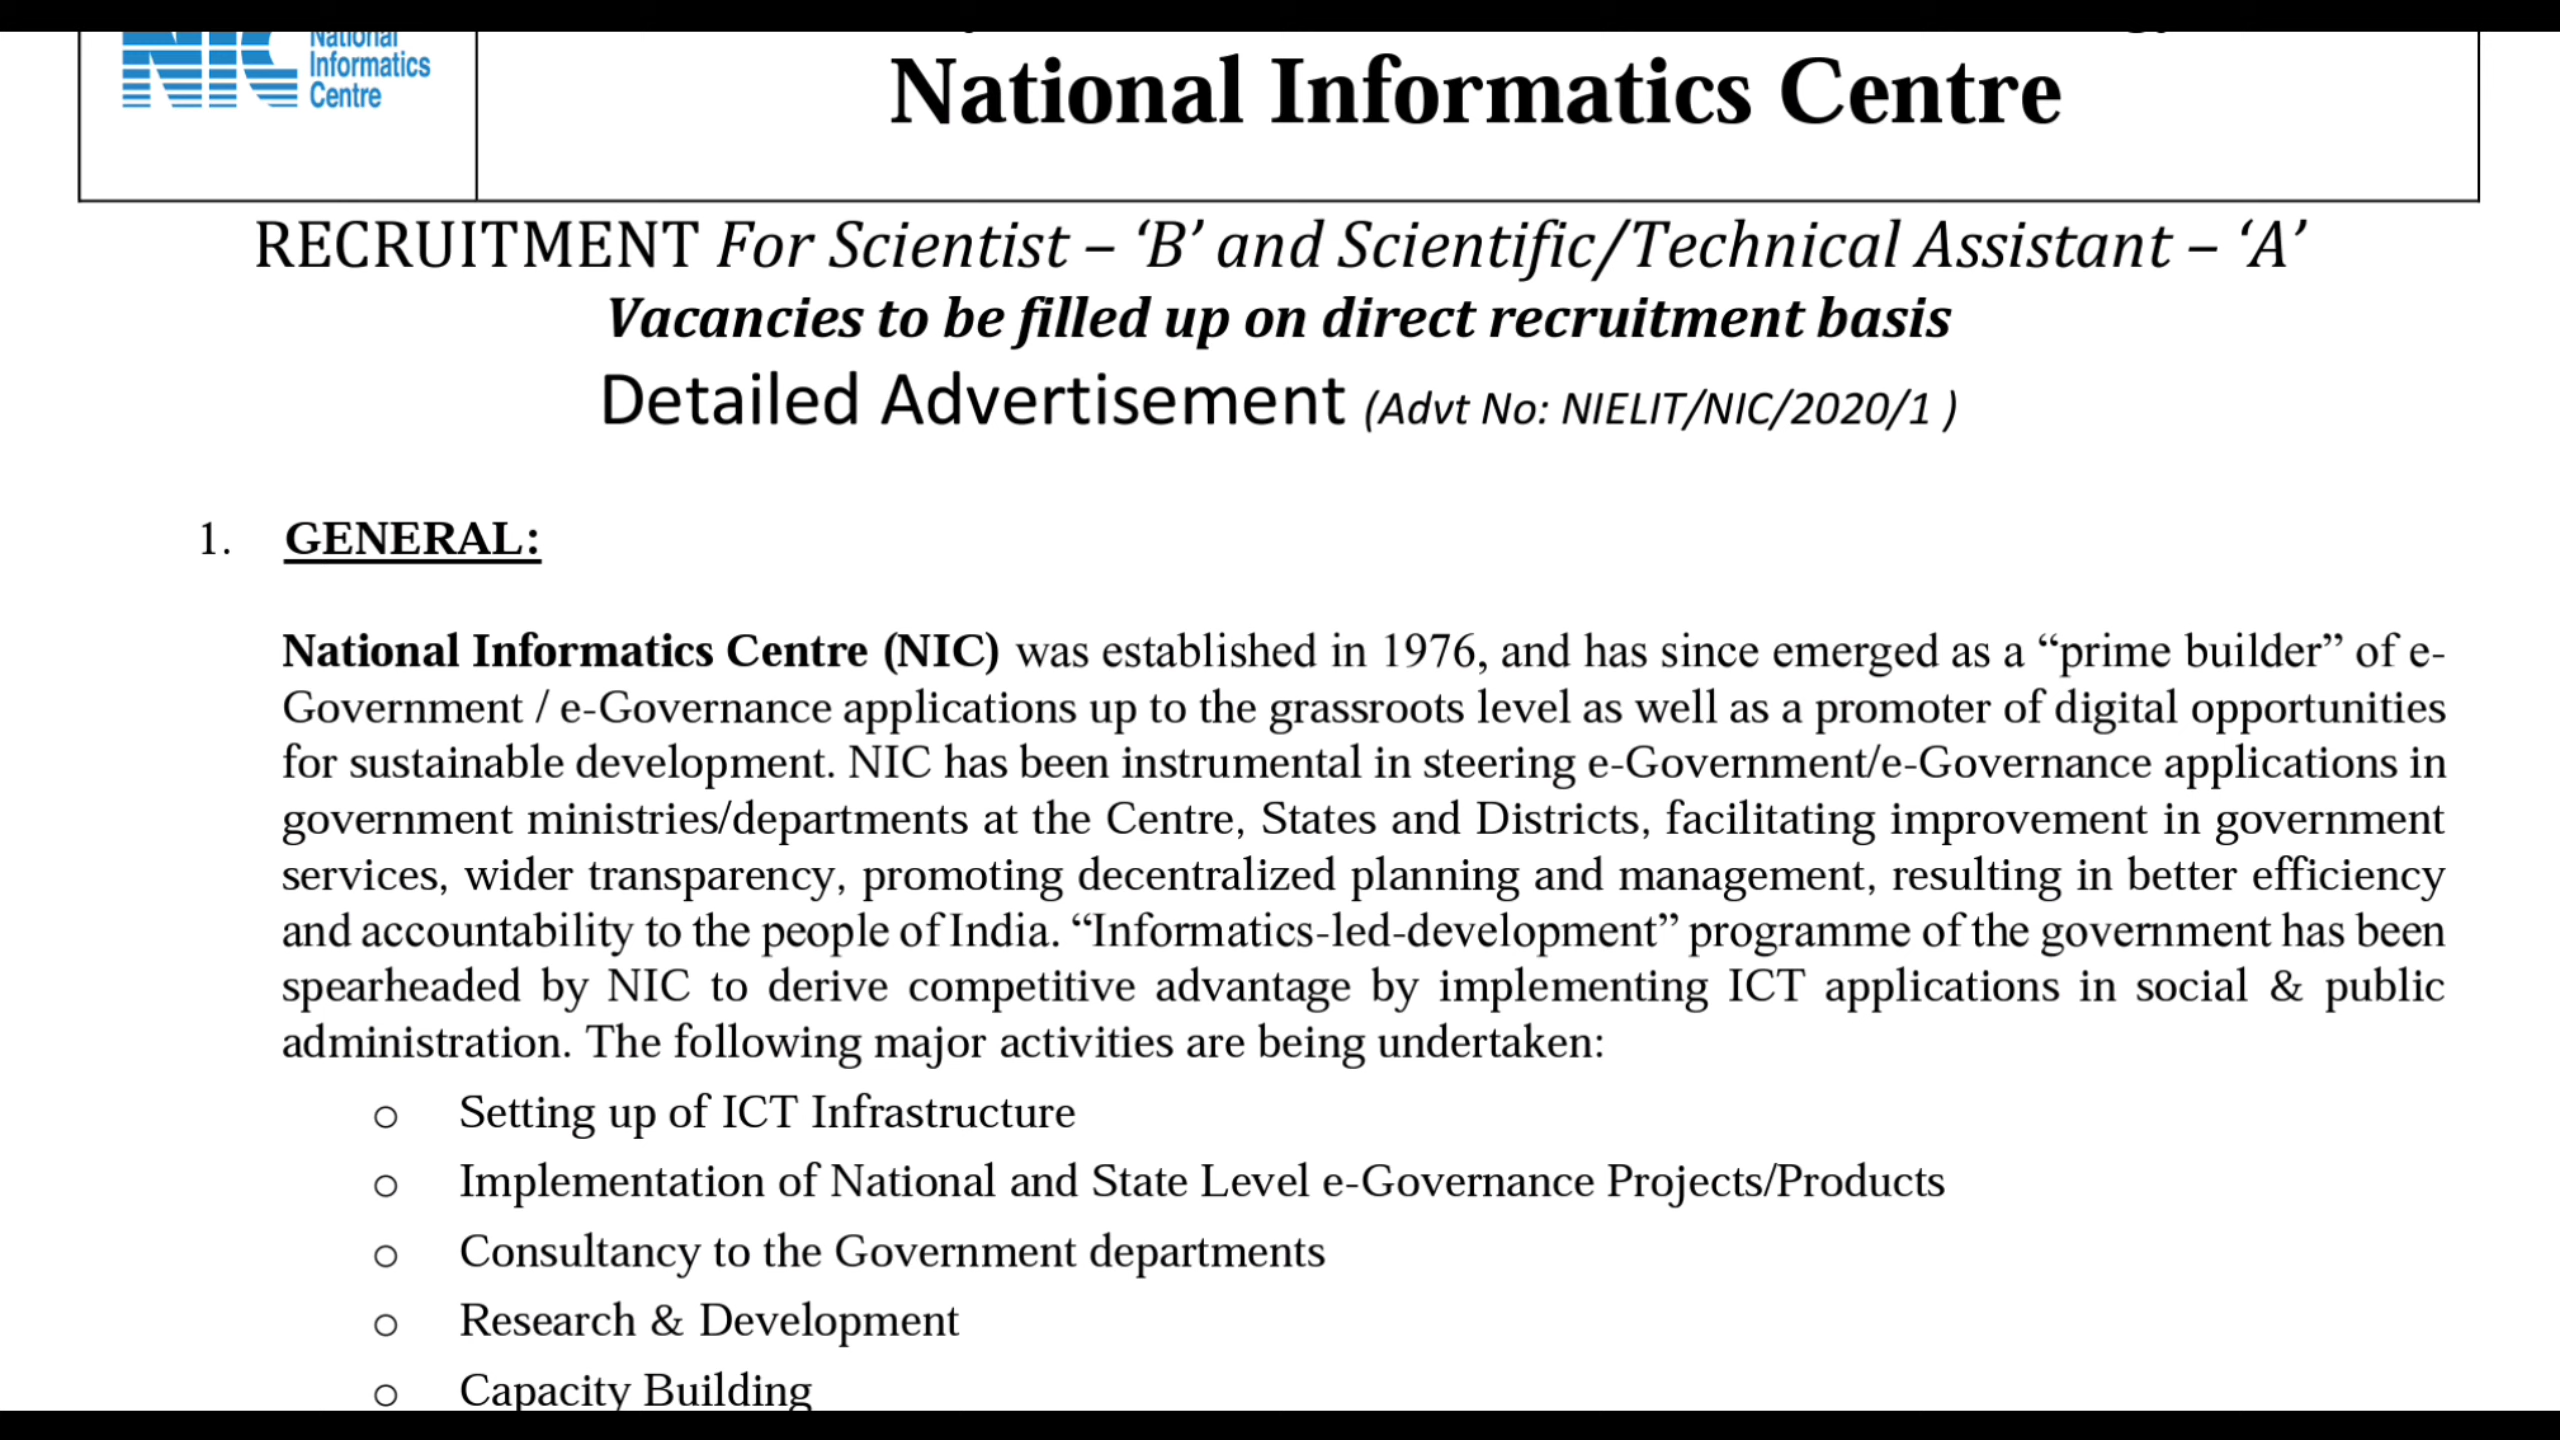 National
Informatics
Centre
National Informatics Centre
RECRUITMENT For Scientist – ‘B’ and Scientific/Technical Assistant – ‘A’
Vacancies to be filled up on direct recruitment basis
Detailed Advertisement (Advt No: NIELIT/NIC/2020/1 )
1. GENERAL:
National Informatics Centre (NIC) was established in 1976, and has since emerged as a “prime builder” of e-
Government / e-Governance applications up to the grassroots level as well as a promoter of digital opportunities
for sustainable development. NIC has been instrumental in steering e-Government/e-Governance applications in
government ministries/departments at the Centre, States and Districts, facilitating improvement in government
services, wider transparency, promoting decentralized planning and management, resulting in better efficiency
and accountability to the people of India. “Informatics-led-development” programme of the government has been
spearheaded by NIC to derive competitive advantage by implementing ICT applications in social & public
administration. The following major activities are being undertaken:
o Setting up of ICT Infrastructure
o Implementation of National and State Level e-Governance Projects/Products
o Consultancy to the Government departments
o Research & Development
o Capacity Building